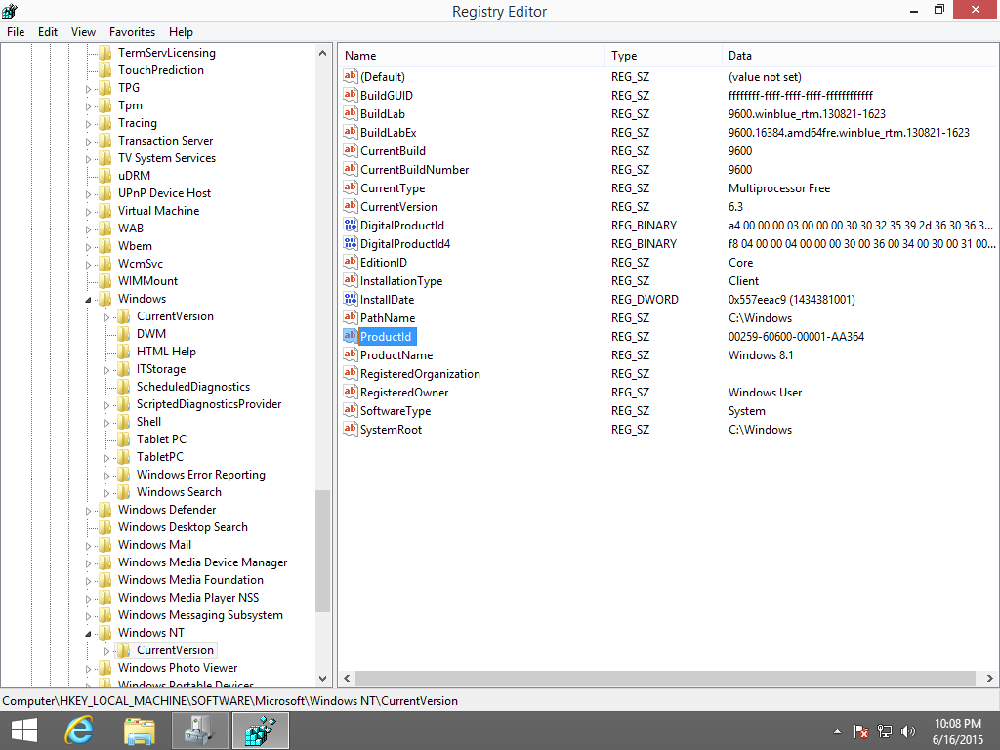 Registry Editor
File Edit View Favorites Help
TermServLicensing
TouchPrediction
TPG
Tpm
Tracing
Transaction Server
TV System Services
uDRM
UPnP Device Host
Virtual Machine
WAB
Wbem
WcmSvc
WIMMount
Windows
CurrentVersion
DWM
HTML Help
ITStorage
ScheduledDiagnostics
ScriptedDiagnosticsProvider
Shell
Tablet PC
TabletPC
Windows Error Reporting
Windows Search
Windows Defender
Windows Desktop Search
Windows Mail
Windows Media Device Manager
Windows Media Foundation
Windows Media Player NSS
Windows Messaging Subsystem
Windows NT
CurrentVersion
Windows Photo Viewer
Windows Portable Devices
Name Type Data
(Default) REG_SZ (value not set)
BuildGUID REG_SZ ffffffff-ffff-ffff-ffff-ffffffffffff
BuildLab REG_SZ 9600.winblue_rtm.130821-1623
BuildLabEx REG_SZ 9600.16384.amd64fre.winblue_rtm.130821-1623
CurrentBuild REG_SZ 9600
CurrentBuildNumber REG_SZ 9600
CurrentType REG_SZ Multiprocessor Free
CurrentVersion REG_SZ 6.3
DigitalProductId REG_BINARY a4 00 00 00 03 00 00 00 30 30 32 35 39 2d 36 30 36 3...
DigitalProductId4 REG_BINARY f8 04 00 00 04 00 00 00 30 00 36 00 34 00 30 00 31 00...
EditionID REG_SZ Core
InstallationType REG_SZ Client
InstallDate REG_DWORD 0x557eeac9 (1434381001)
PathName REG_SZ C:\Windows
ProductId REG_SZ 00259-60600-00001-AA364
ProductName REG_SZ Windows 8.1
RegisteredOrganization REG_SZ
RegisteredOwner REG_SZ Windows User
SoftwareType REG_SZ System
SystemRoot REG_SZ C:\Windows
Computer\HKEY_LOCAL_MACHINE\SOFTWARE\Microsoft\Windows NT\CurrentVersion
10:08 PM
6/16/2015